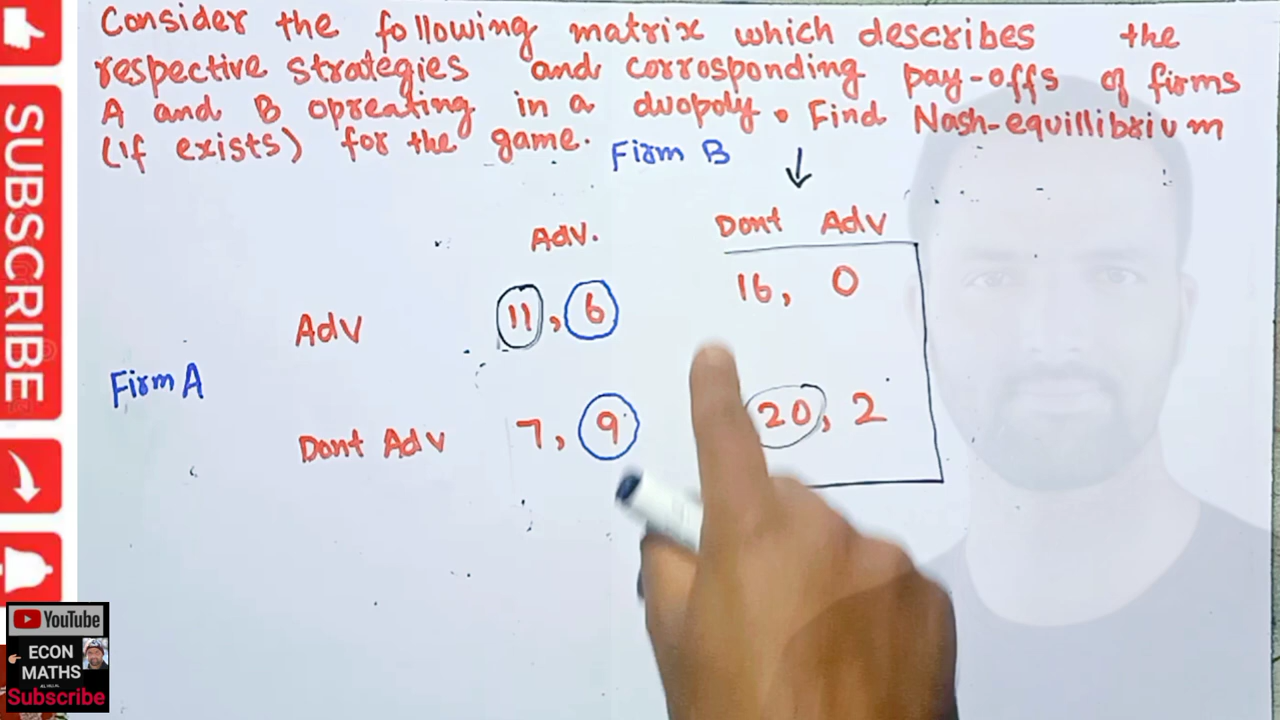 Consider the following matrix which describes the
respective strategies and corrosponding pay-offs of firms
A and B opreating in a duopoly. Find Nash-equillibrium
(if exists) for the game.
Firm B
Adv.
Dont Adv
Adv
11, 6
16, 0
Firm A
Dont Adv
7, 9
20, 2
SUBSCRIBE
YouTube
ECON
MATHS
Subscribe